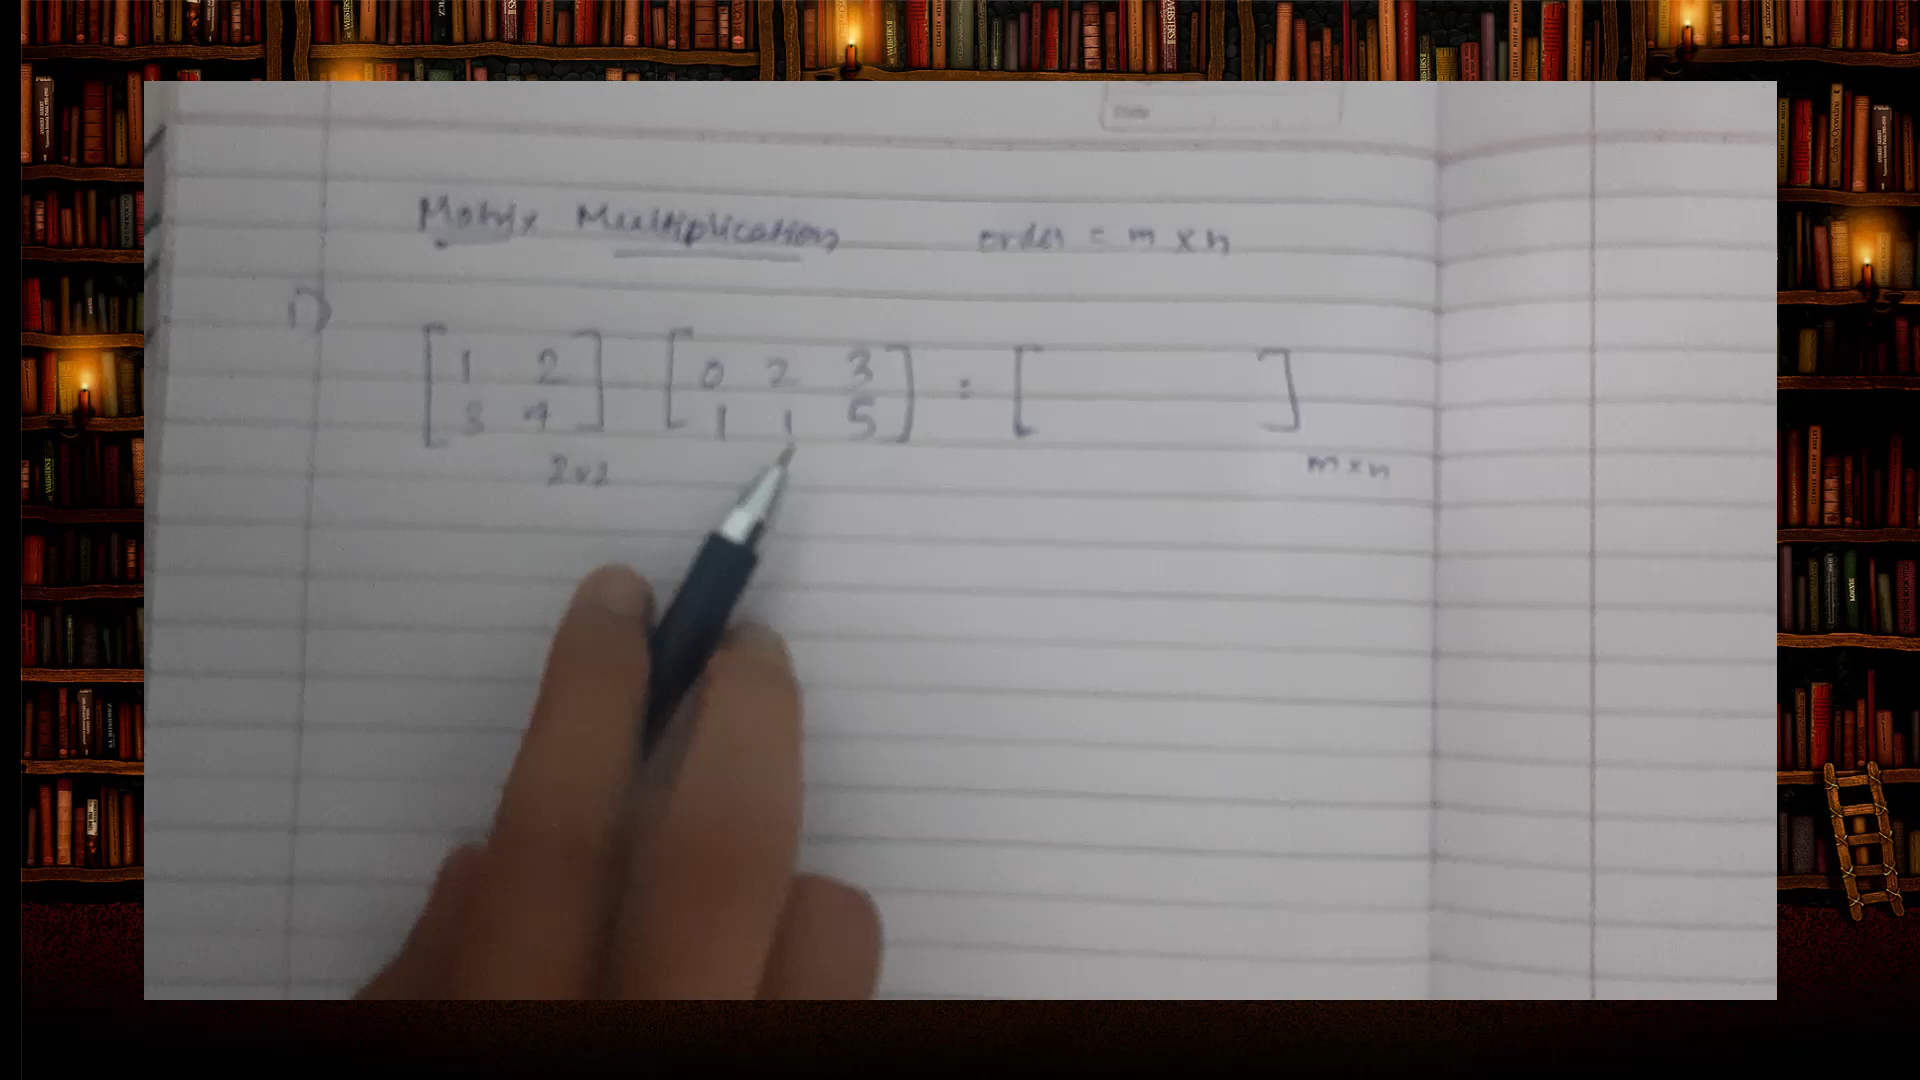 Matrix Multiplication order = m x n
1)
[1 2] [0 2 3] = [ ]
[3 4] [1 1 5]
2x2 m x n